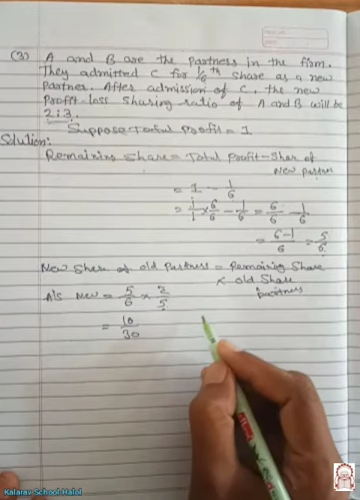 (3) A and B are the Partners in the firm.
They admitted C for 1/6th share as a new
Partner. After admission of C, the new
Profit-loss sharing ratio of A and B will be
2:3.
Suppose Total Profit = 1
Solution:
Remaining Share = Total Profit - Share of
New partner
= 1 - 1/6
= 1/1 × 6/6 - 1/6 = 6/6 - 1/6
= 6-1/6 = 5/6
New Share of old Partners = Remaining Share
× old Share
partners
A's New = 5/6 × 2/5
= 10/30
Kalarav School Halol